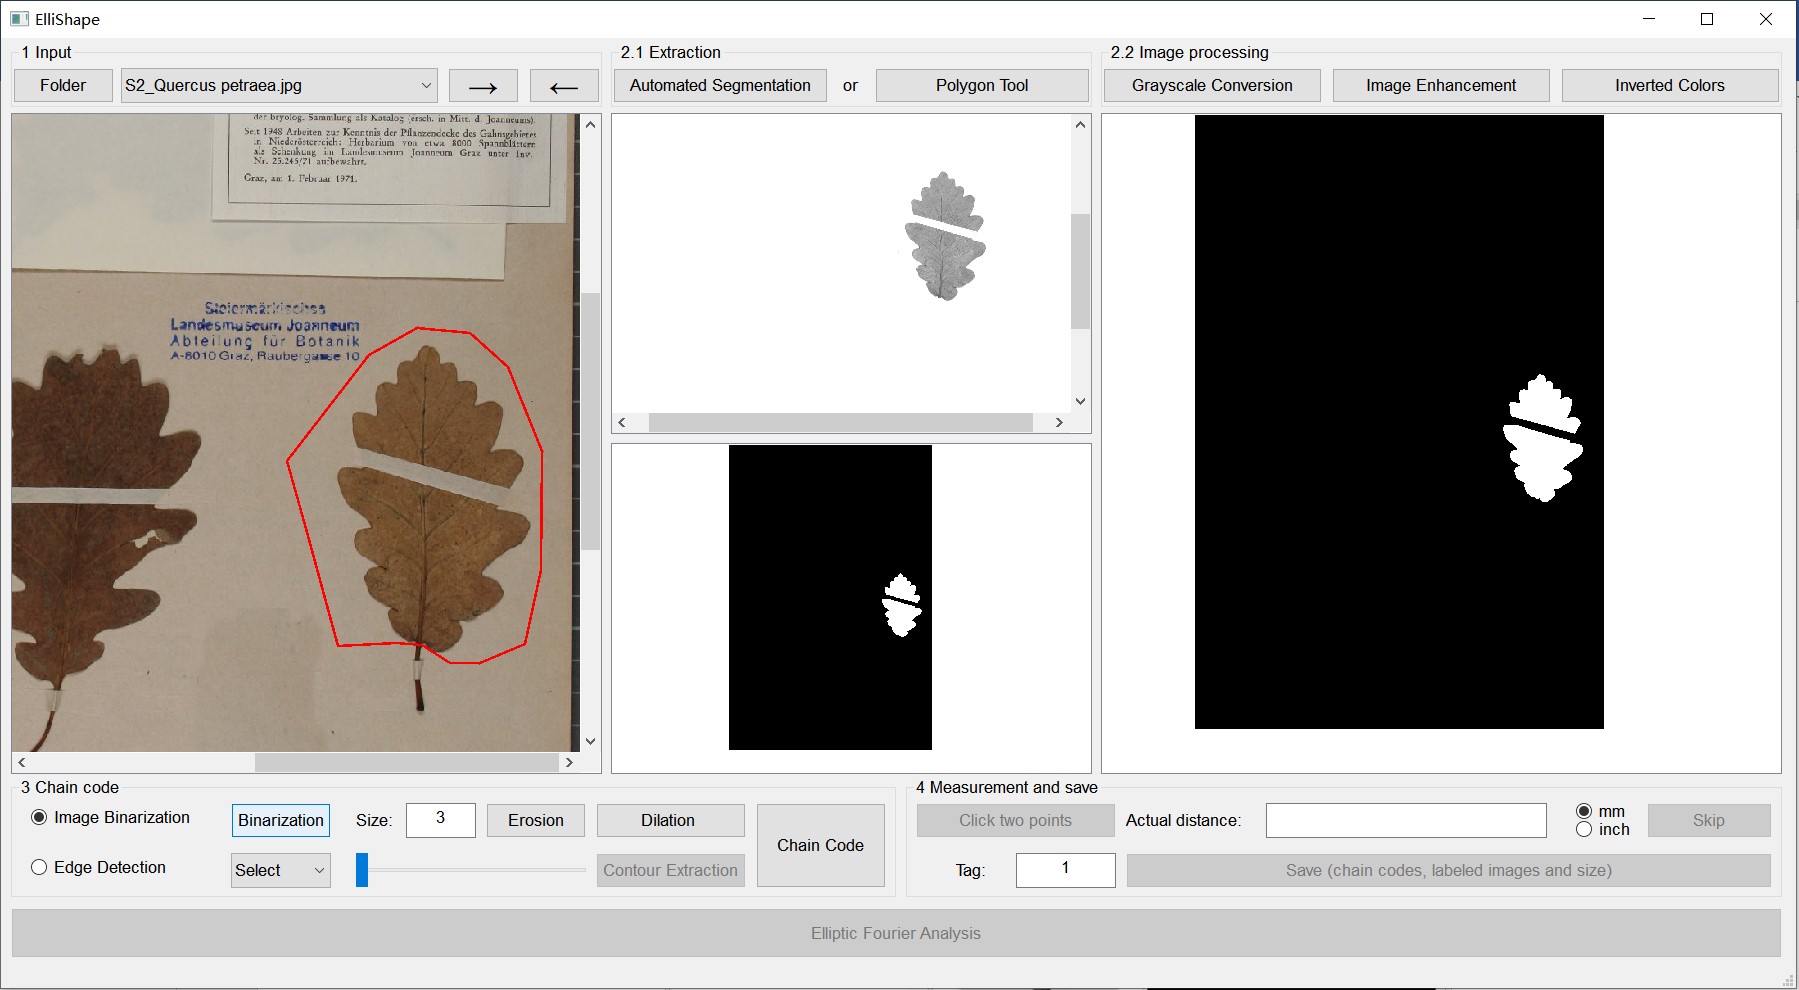 ElliShape
1 Input
Folder
S2_Quercus petraea.jpg
→
←
2.1 Extraction
Automated Segmentation
or
Polygon Tool
2.2 Image processing
Grayscale Conversion
Image Enhancement
Inverted Colors
der bryolog. Sammlung als Katalog (ersch. in Mitt. d. Joanneums).
Seit 1948 Arbeiten zur Kenntnis der Pflanzendecke des Gahnsgebietes
in Niederösterreich: Herbarium von etwa 8000 Spannblättern
als Schenkung im Landesmuseum Joanneum Graz unter Inv.
Nr. 25.245/71 aufbewahrt.
Graz, am 1. Februar 1971.
Steiermärkisches
Landesmuseum Joanneum
Abteilung für Botanik
A-8010 Graz, Raubergasse 10
3 Chain code
Image Binarization
Binarization
Size:
3
Erosion
Dilation
Chain Code
Edge Detection
Select
Contour Extraction
4 Measurement and save
Click two points
Actual distance:
mm
inch
Skip
Tag:
1
Save (chain codes, labeled images and size)
Elliptic Fourier Analysis